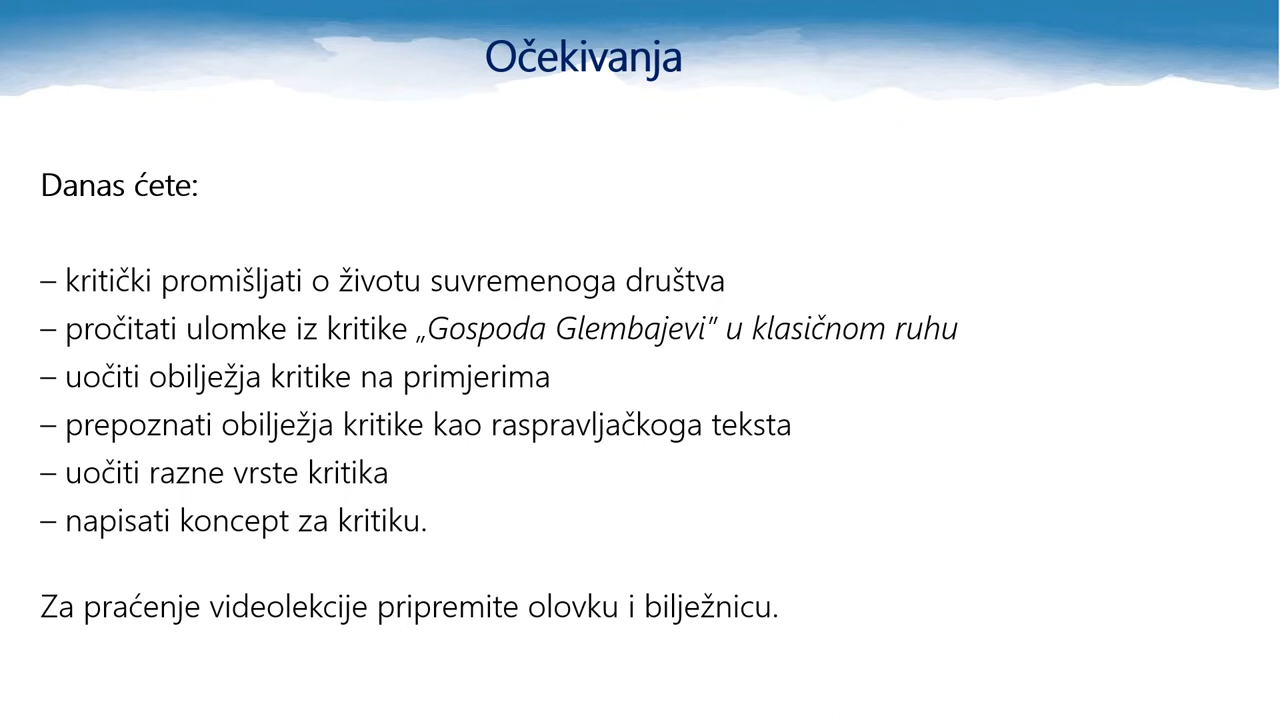 Očekivanja
Danas ćete:
– kritički promišljati o životu suvremenoga društva
– pročitati ulomke iz kritike „Gospoda Glembajevi” u klasičnom ruhu
– uočiti obilježja kritike na primjerima
– prepoznati obilježja kritike kao raspravljačkoga teksta
– uočiti razne vrste kritika
– napisati koncept za kritiku.
Za praćenje videolekcije pripremite olovku i bilježnicu.